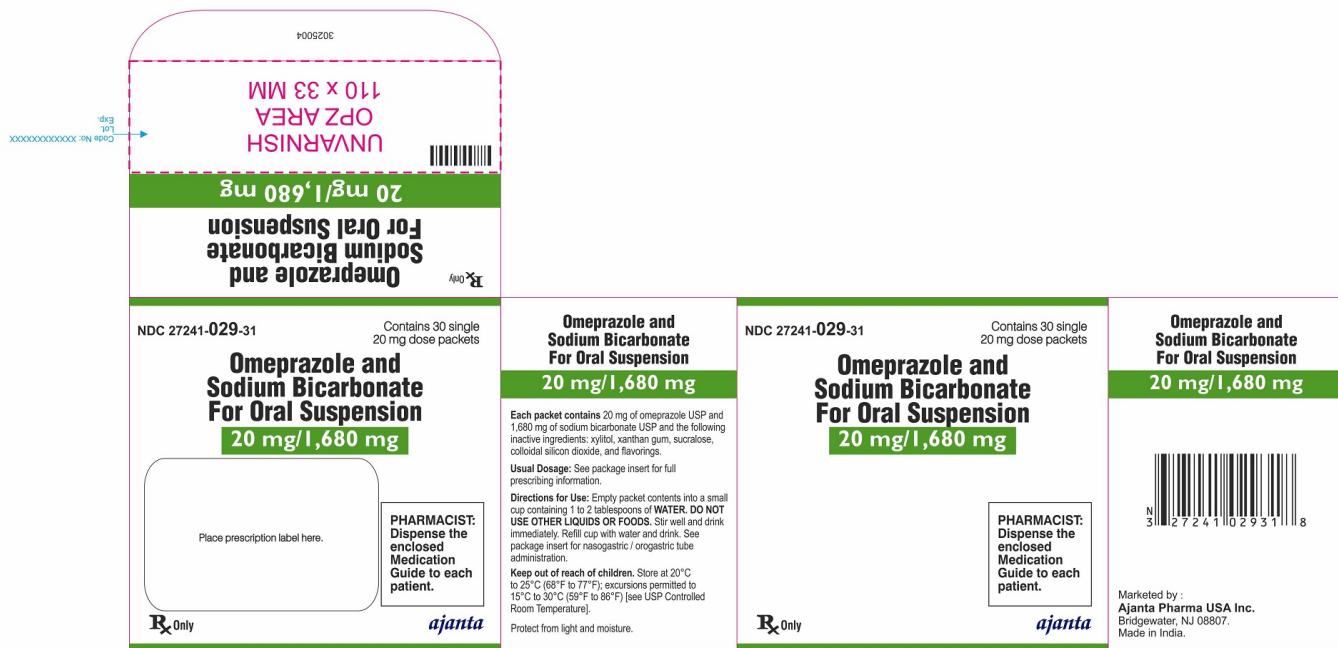 3025004
UNVARNISH
OPZ AREA
110 x 33 MM
Code No: XXXXXXXXXXXX
Lot.
Exp.
Rx Only
Omeprazole and
Sodium Bicarbonate
For Oral Suspension
20 mg/1,680 mg
NDC 27241-029-31
Contains 30 single
20 mg dose packets
Omeprazole and
Sodium Bicarbonate
For Oral Suspension
20 mg/1,680 mg
Place prescription label here.
PHARMACIST:
Dispense the
enclosed
Medication
Guide to each
patient.
Rx Only
ajanta
Omeprazole and
Sodium Bicarbonate
For Oral Suspension
20 mg/1,680 mg
Each packet contains 20 mg of omeprazole USP and
1,680 mg of sodium bicarbonate USP and the following
inactive ingredients: xylitol, xanthan gum, sucralose,
colloidal silicon dioxide, and flavorings.
Usual Dosage: See package insert for full
prescribing information.
Directions for Use: Empty packet contents into a small
cup containing 1 to 2 tablespoons of WATER. DO NOT
USE OTHER LIQUIDS OR FOODS. Stir well and drink
immediately. Refill cup with water and drink. See
package insert for nasogastric / orogastric tube
administration.
Keep out of reach of children. Store at 20°C
to 25°C (68°F to 77°F); excursions permitted to
15°C to 30°C (59°F to 86°F) [see USP Controlled
Room Temperature].
Protect from light and moisture.
NDC 27241-029-31
Contains 30 single
20 mg dose packets
Omeprazole and
Sodium Bicarbonate
For Oral Suspension
20 mg/1,680 mg
PHARMACIST:
Dispense the
enclosed
Medication
Guide to each
patient.
Rx Only
ajanta
Omeprazole and
Sodium Bicarbonate
For Oral Suspension
20 mg/1,680 mg
N
3 27241 02931 8
Marketed by :
Ajanta Pharma USA Inc.
Bridgewater, NJ 08807.
Made in India.